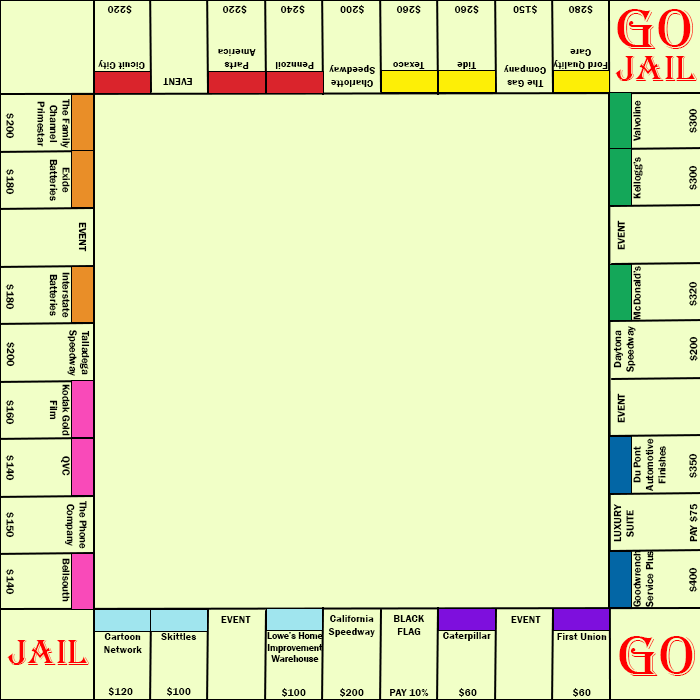 $220
Cicuit City
EVENT
$220
Parts
America
$240
Pennzoil
$200
Charlotte
Speedway
$260
Texaco
$260
Tide
$150
The Gas
Company
$280
Ford Quality
Care
GO
JAIL
The Family
Channel
Primestar
$200
Exide
Batteries
$180
EVENT
Interstate
Batteries
$180
Talladega
Speedway
$200
Kodak Gold
Film
$160
QVC
$140
The Phone
Company
$150
Bellsouth
$140
Valvoline
$300
Kellogg's
$300
EVENT
McDonald's
$320
Daytona
Speedway
$200
EVENT
Du Pont
Automotive
Finishes
$350
LUXURY
SUITE
PAY $75
Goodwrench
Service Plus
$400
JAIL
Cartoon
Network
$120
Skittles
$100
EVENT
Lowe's Home
Improvement
Warehouse
$100
California
Speedway
$200
BLACK
FLAG
PAY 10%
Caterpillar
$60
EVENT
First Union
$60
GO